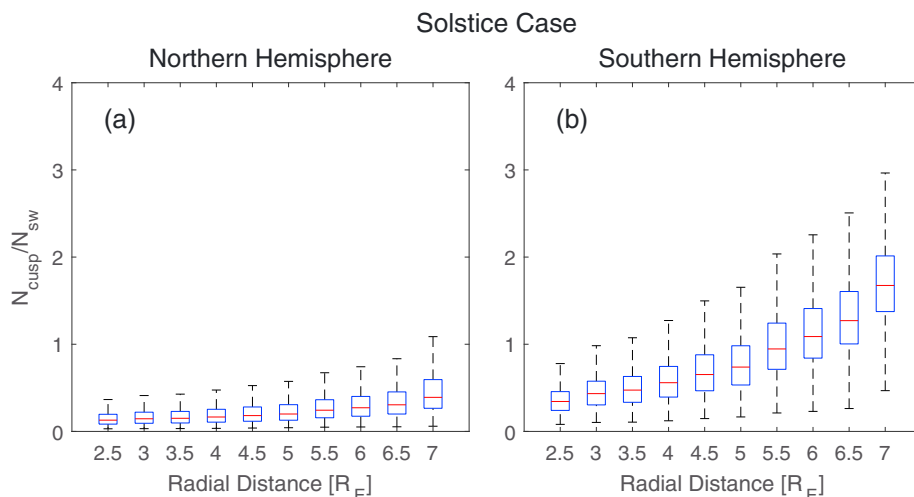 Solstice Case
Northern Hemisphere
Southern Hemisphere
(a)
(b)
N_cusp/N_sw
4
3
2
1
0
2.5 3 3.5 4 4.5 5 5.5 6 6.5 7
Radial Distance [R_E]
4
3
2
1
0
2.5 3 3.5 4 4.5 5 5.5 6 6.5 7
Radial Distance [R_E]